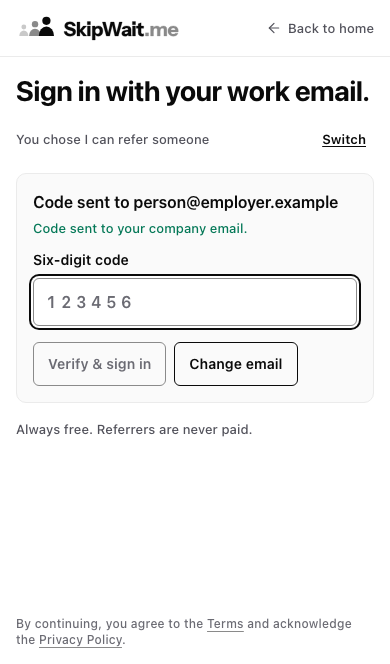 SkipWait.me
← Back to home
Sign in with your work email.
You chose I can refer someone
Switch
Code sent to person@employer.example
Code sent to your company email.
Six-digit code
1 2 3 4 5 6
Verify & sign in
Change email
Always free. Referrers are never paid.
By continuing, you agree to the Terms and acknowledge
the Privacy Policy.